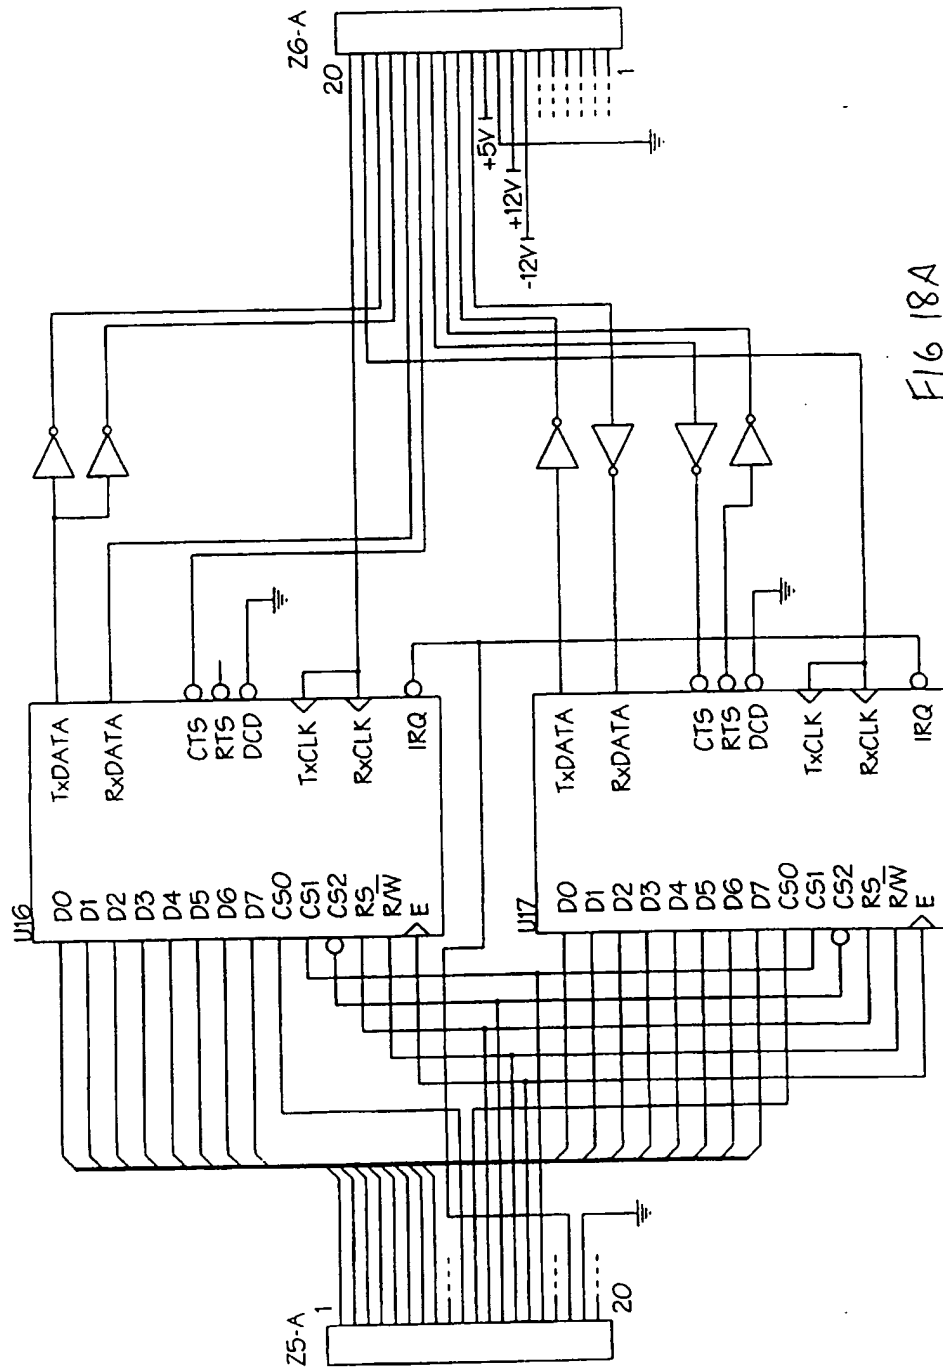 Z6-A
20
+5V
+12V
-12V
1
FIG 18A
U16
D0
D1
D2
D3
D4
D5
D6
D7
CS0
CS1
CS2
RS
R/W̅
E
TxDATA
RxDATA
CTS
RTS
DCD
TxCLK
RxCLK
IRQ
U17
D0
D1
D2
D3
D4
D5
D6
D7
CS0
CS1
CS2
RS
R/W̅
E
TxDATA
RxDATA
CTS
RTS
DCD
TxCLK
RxCLK
IRQ
Z5-A
1
20